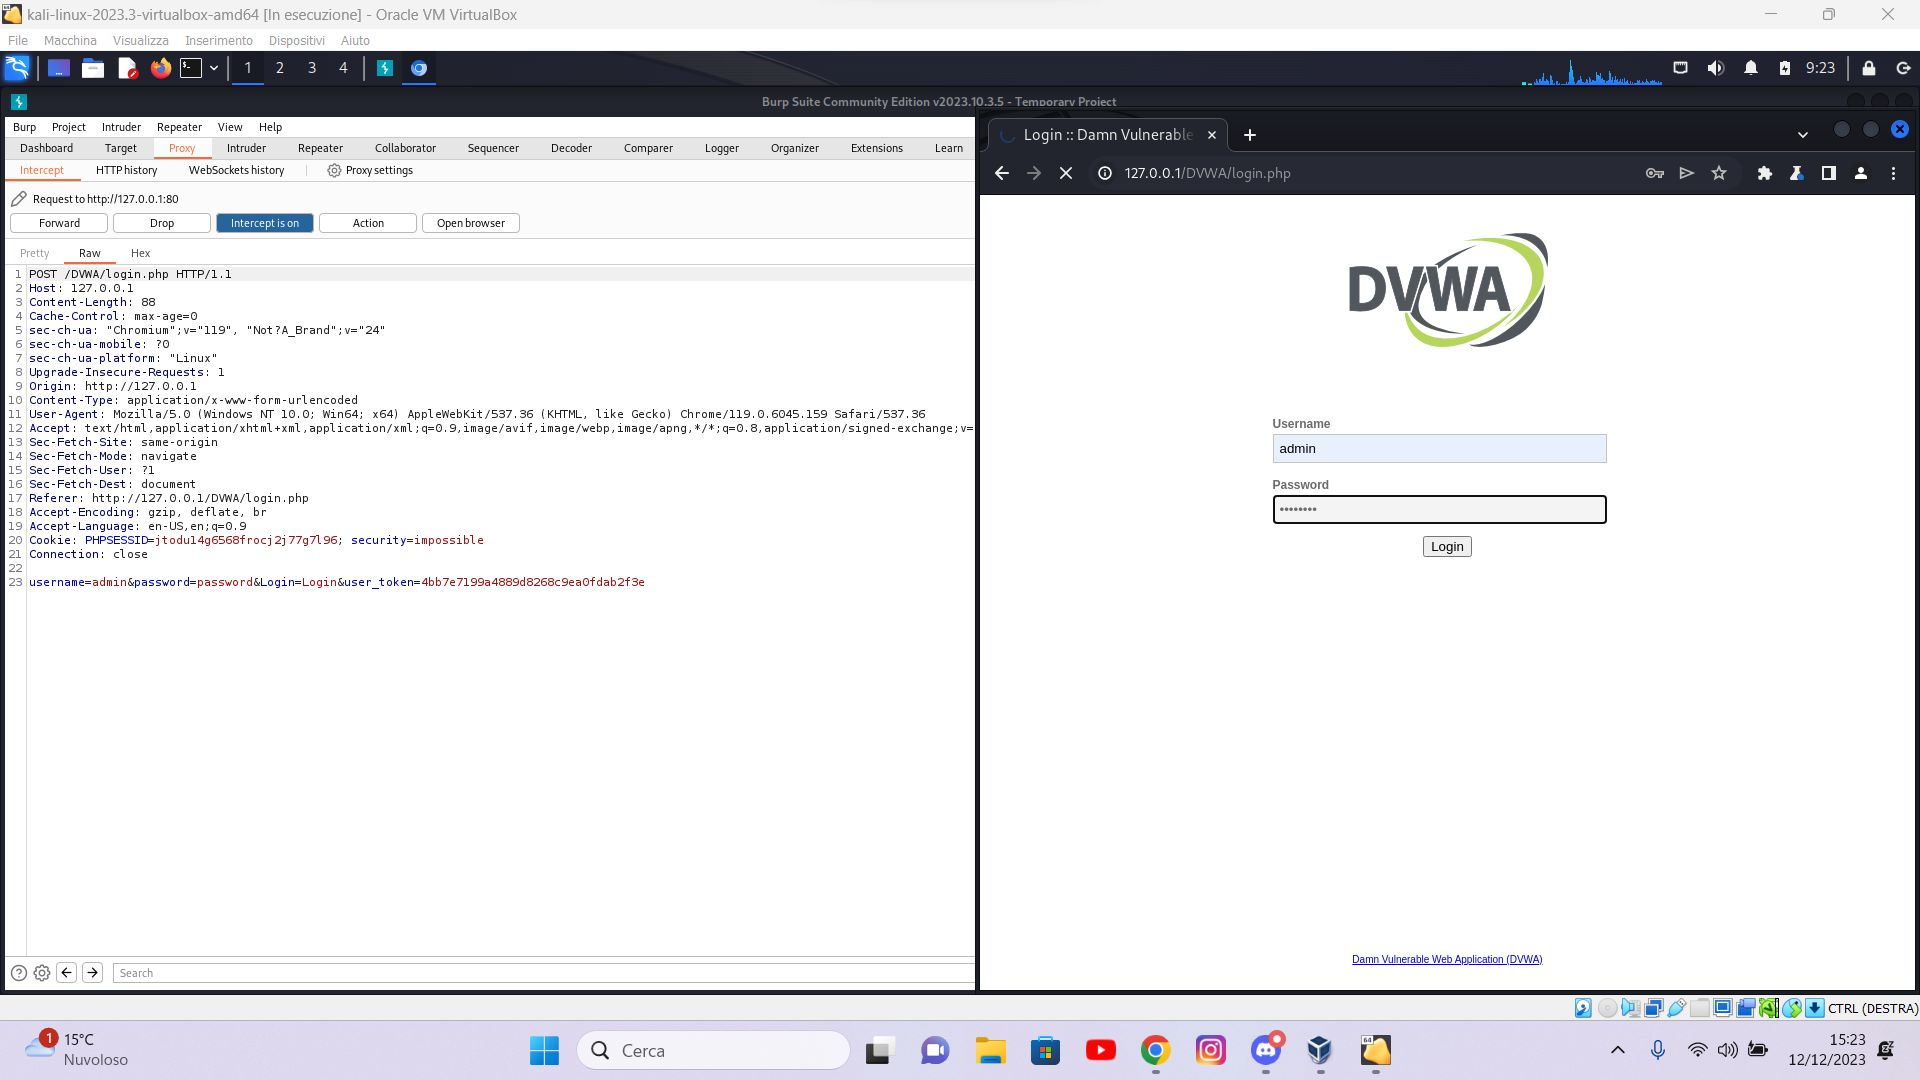 kali-linux-2023.3-virtualbox-amd64 [In esecuzione] - Oracle VM VirtualBox
File Macchina Visualizza Inserimento Dispositivi Aiuto
1 2 3 4 9:23
Burp Suite Community Edition v2023.10.3.5 - Temporary Project
Burp Project Intruder Repeater View Help
Dashboard Target Proxy Intruder Repeater Collaborator Sequencer Decoder Comparer Logger Organizer Extensions Learn
Intercept HTTP history WebSockets history Proxy settings
Request to http://127.0.0.1:80
Forward Drop Intercept is on Action Open browser
Pretty Raw Hex
1 POST /DVWA/login.php HTTP/1.1
2 Host: 127.0.0.1
3 Content-Length: 88
4 Cache-Control: max-age=0
5 sec-ch-ua: "Chromium";v="119", "Not?A_Brand";v="24"
6 sec-ch-ua-mobile: ?0
7 sec-ch-ua-platform: "Linux"
8 Upgrade-Insecure-Requests: 1
9 Origin: http://127.0.0.1
10 Content-Type: application/x-www-form-urlencoded
11 User-Agent: Mozilla/5.0 (Windows NT 10.0; Win64; x64) AppleWebKit/537.36 (KHTML, like Gecko) Chrome/119.0.6045.159 Safari/537.36
12 Accept: text/html,application/xhtml+xml,application/xml;q=0.9,image/avif,image/webp,image/apng,*/*;q=0.8,application/signed-exchange;v=
13 Sec-Fetch-Site: same-origin
14 Sec-Fetch-Mode: navigate
15 Sec-Fetch-User: ?1
16 Sec-Fetch-Dest: document
17 Referer: http://127.0.0.1/DVWA/login.php
18 Accept-Encoding: gzip, deflate, br
19 Accept-Language: en-US,en;q=0.9
20 Cookie: PHPSESSID=jtodu14g6568frocj2j77g7l96; security=impossible
21 Connection: close
22
23 username=admin&password=password&Login=Login&user_token=4bb7e7199a4889d8268c9ea0fdab2f3e
Search
Login :: Damn Vulnerable
127.0.0.1/DVWA/login.php
DVWA
Username
admin
Password
••••••••
Login
Damn Vulnerable Web Application (DVWA)
CTRL (DESTRA)
1 15°C
Nuvoloso
Cerca
64
15:23
12/12/2023